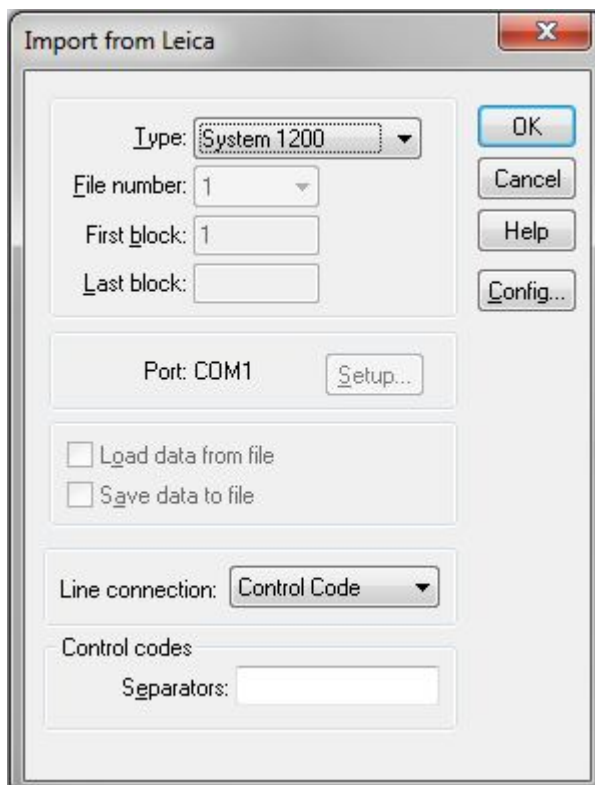 Import from Leica
Type: System 1200
OK
File number: 1
Cancel
First block: 1
Help
Last block:
Config...
Port: COM1 Setup...
Load data from file
Save data to file
Line connection: Control Code
Control codes
Separators: